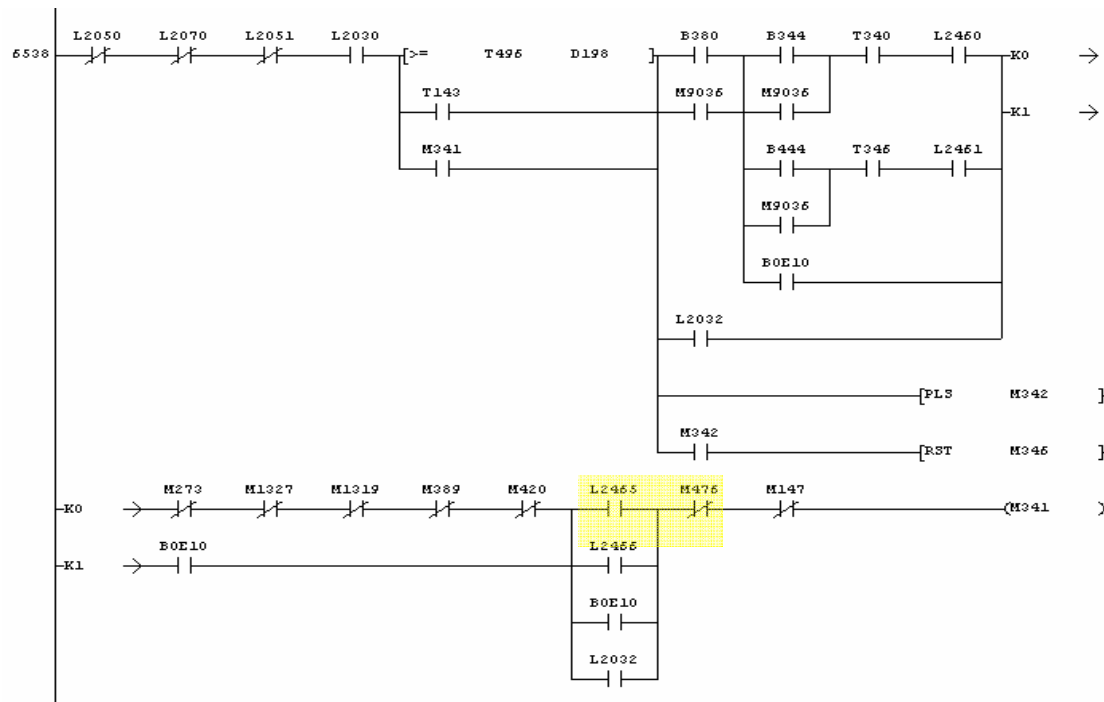 L2050 L2070 L2051 L2030 B380 B344 T340 L2460
6538 [>= T496 D198 ] K0
T143 M9036 M9036
K1
M341 B444 T346 L2461
M9036
B0E10
L2032
[PLS M342 ]
M342
[RST M346 ]
M273 M1327 M1319 M389 M420 L2465 M476 M147
K0 (M341 )
B0E10 L2466
K1
B0E10
L2032